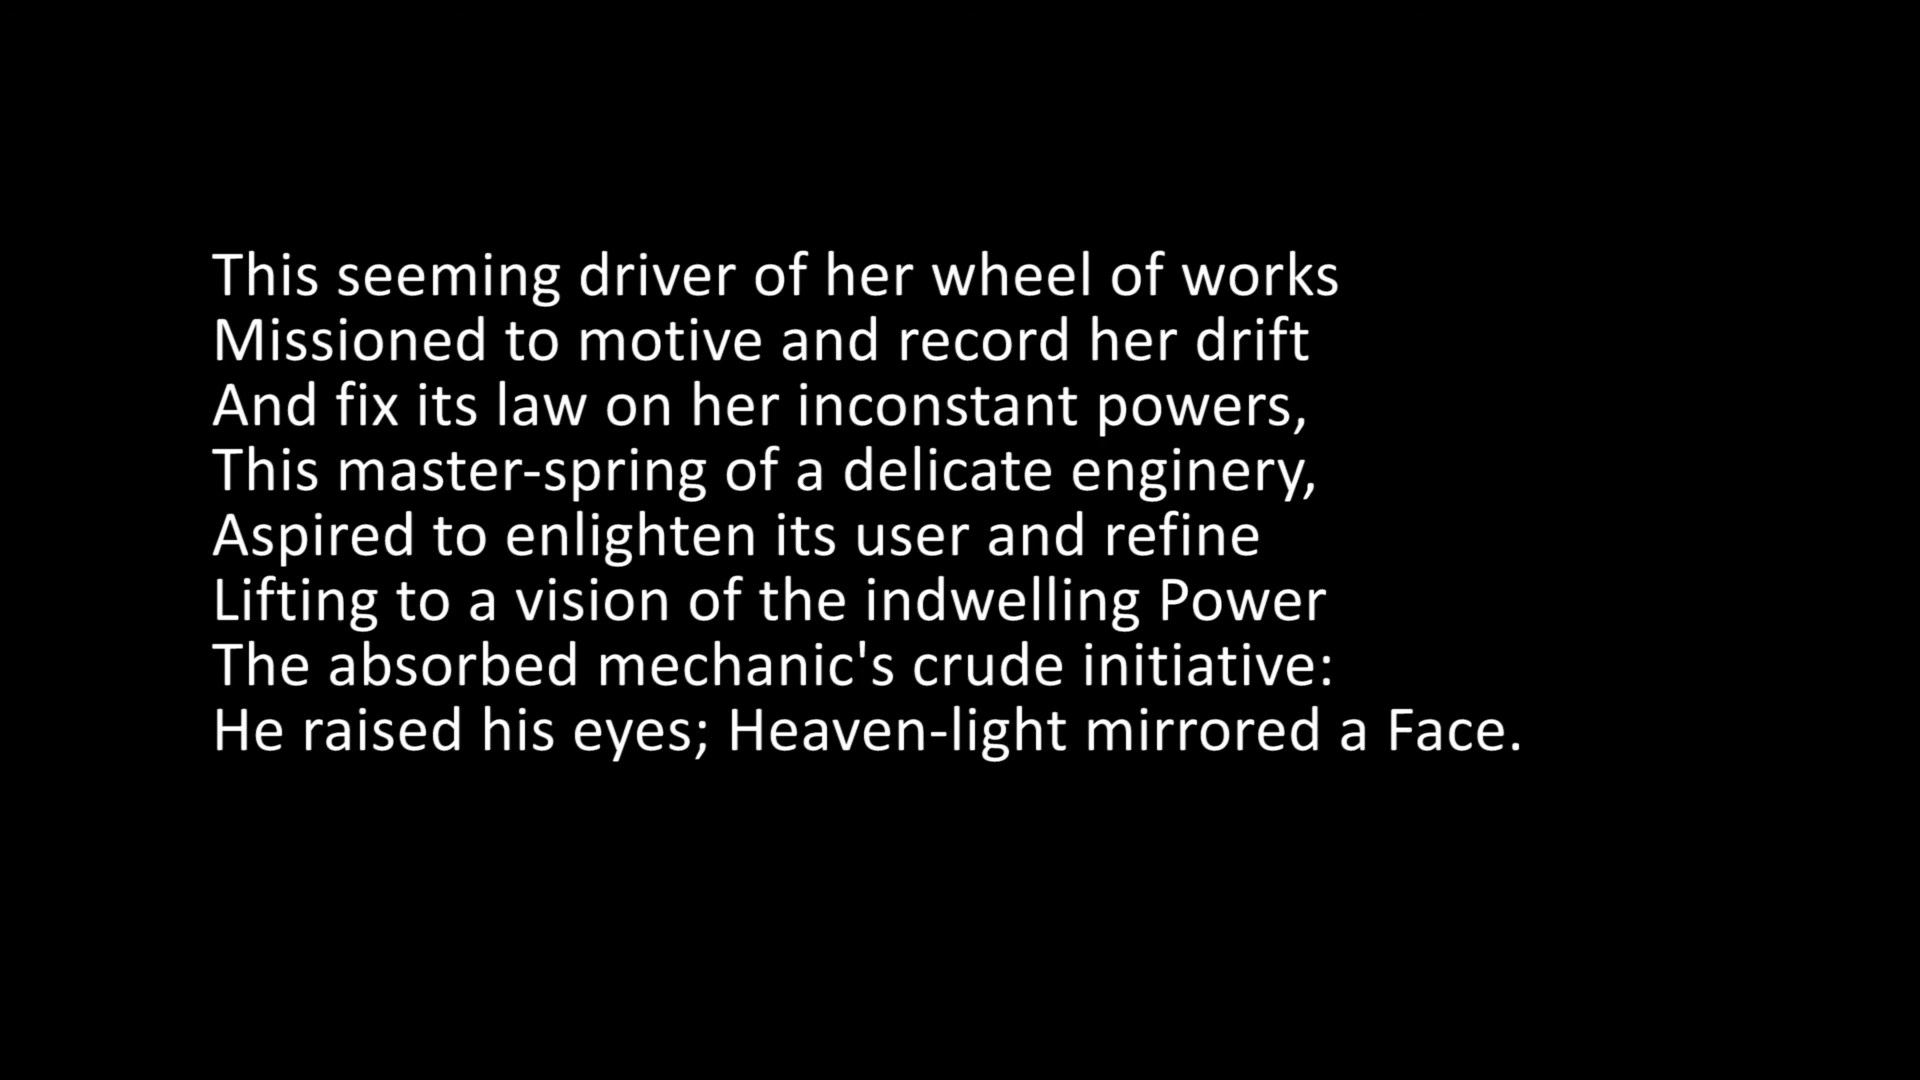 This seeming driver of her wheel of works
Missioned to motive and record her drift
And fix its law on her inconstant powers,
This master-spring of a delicate enginery,
Aspired to enlighten its user and refine
Lifting to a vision of the indwelling Power
The absorbed mechanic's crude initiative:
He raised his eyes; Heaven-light mirrored a Face.